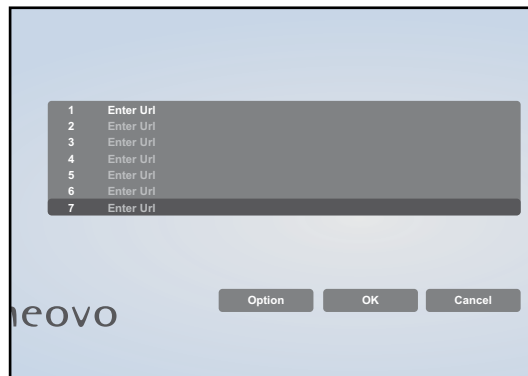 1 Enter Url
2 Enter Url
3 Enter Url
4 Enter Url
5 Enter Url
6 Enter Url
7 Enter Url
Option OK Cancel
neovo